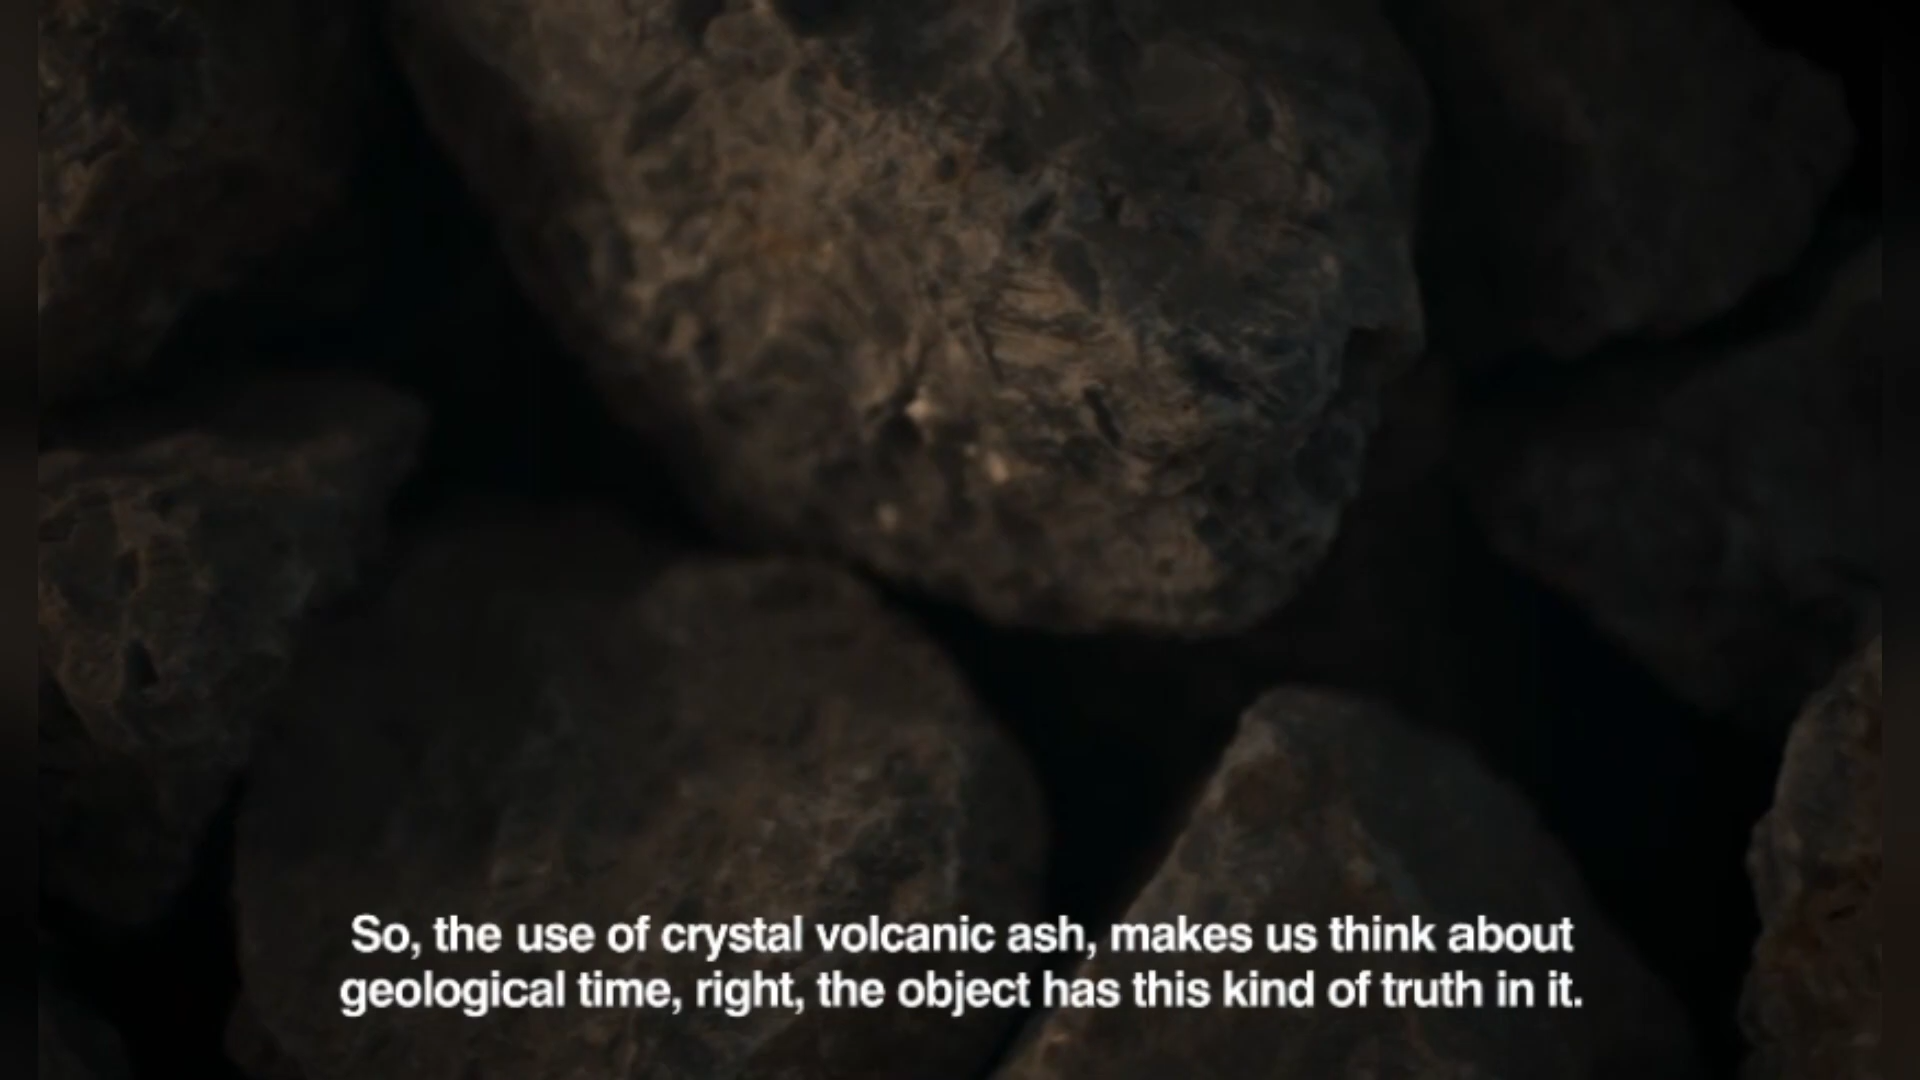 So, the use of crystal volcanic ash, makes us think about
geological time, right, the object has this kind of truth in it.